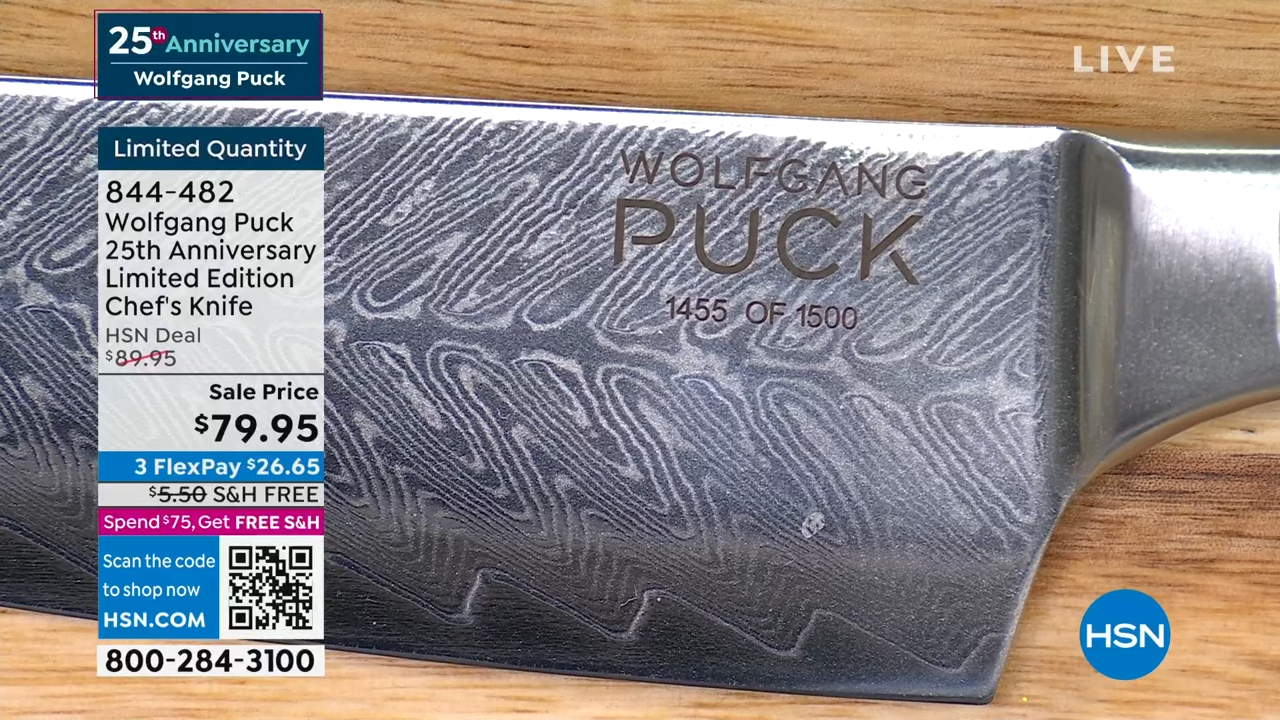 25th Anniversary
Wolfgang Puck
LIVE
Limited Quantity
844-482
Wolfgang Puck
25th Anniversary
Limited Edition
Chef's Knife
HSN Deal
$89.95
Sale Price
$79.95
3 FlexPay $26.65
$5.50 S&H FREE
Spend $75, Get FREE S&H
Scan the code
to shop now
HSN.COM
800-284-3100
WOLFGANG
PUCK
1455 OF 1500
HSN